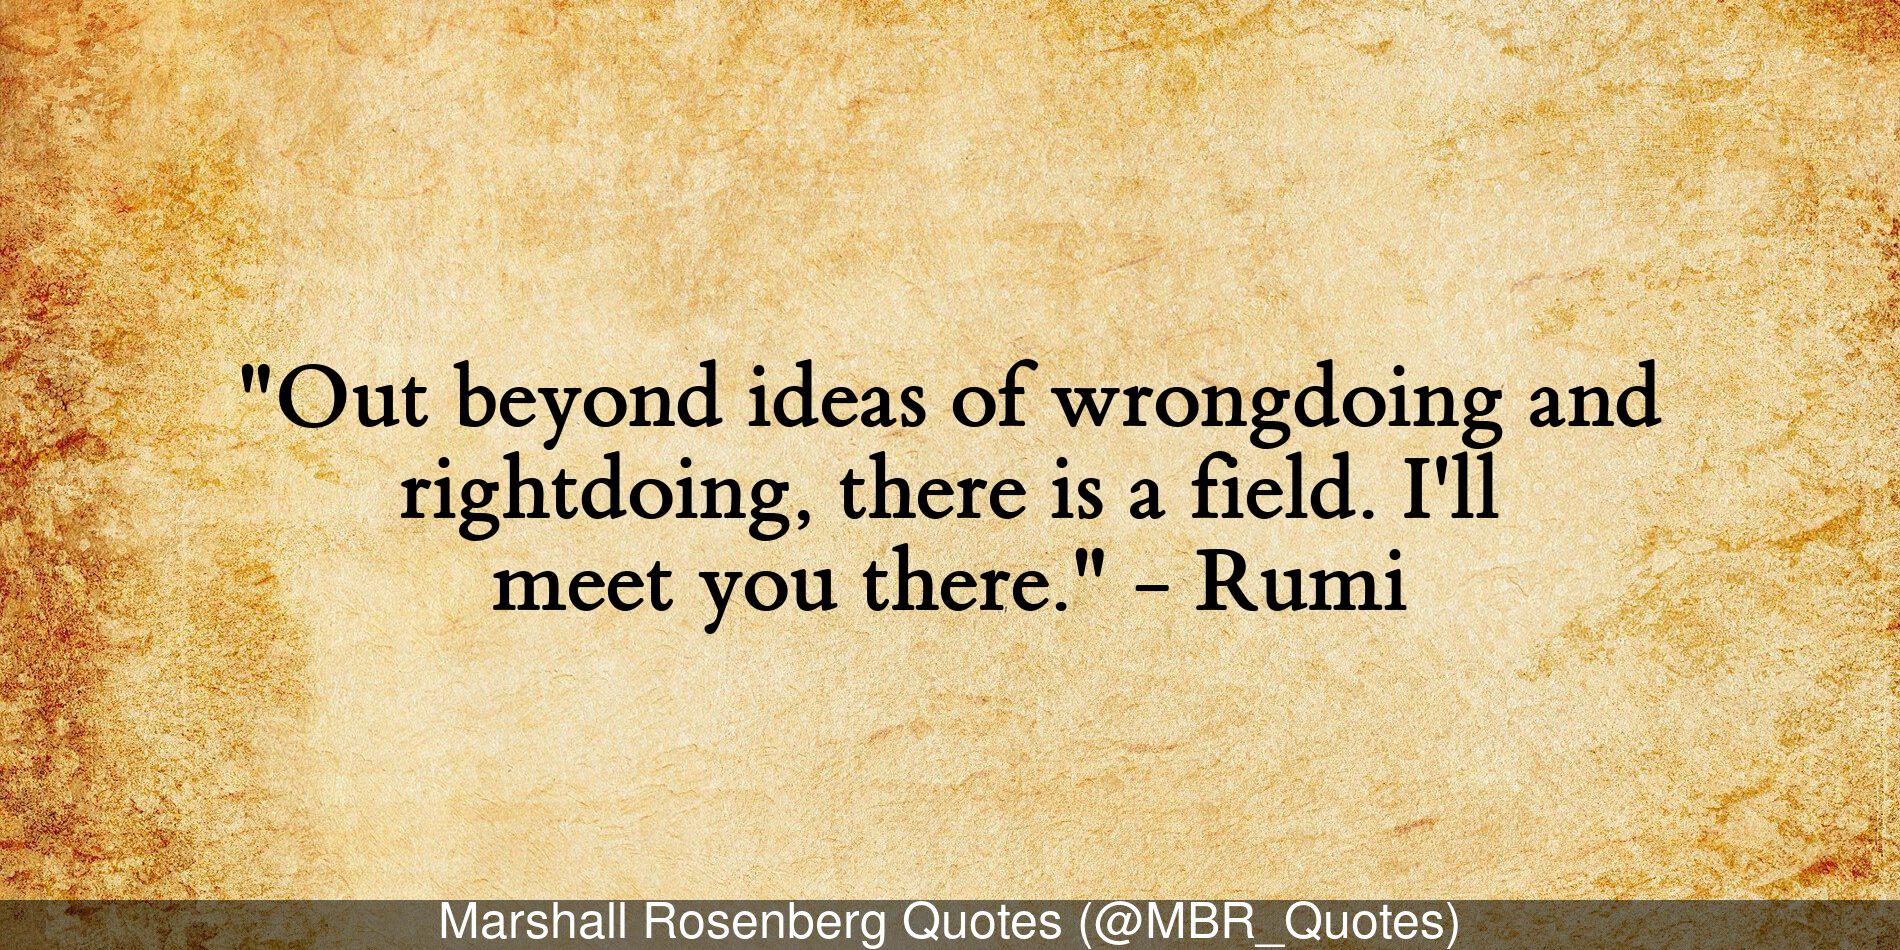 "Out beyond ideas of wrongdoing and
rightdoing, there is a field. I'll
meet you there." - Rumi
Marshall Rosenberg Quotes (@MBR_Quotes)